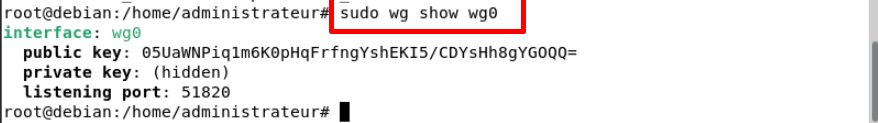 root@debian:/home/administrateur# sudo wg show wg0
interface: wg0
  public key: 05UaWNPiq1m6K0pHqFrfngYshEKI5/CDYsHh8gYGOQQ=
  private key: (hidden)
  listening port: 51820
root@debian:/home/administrateur#